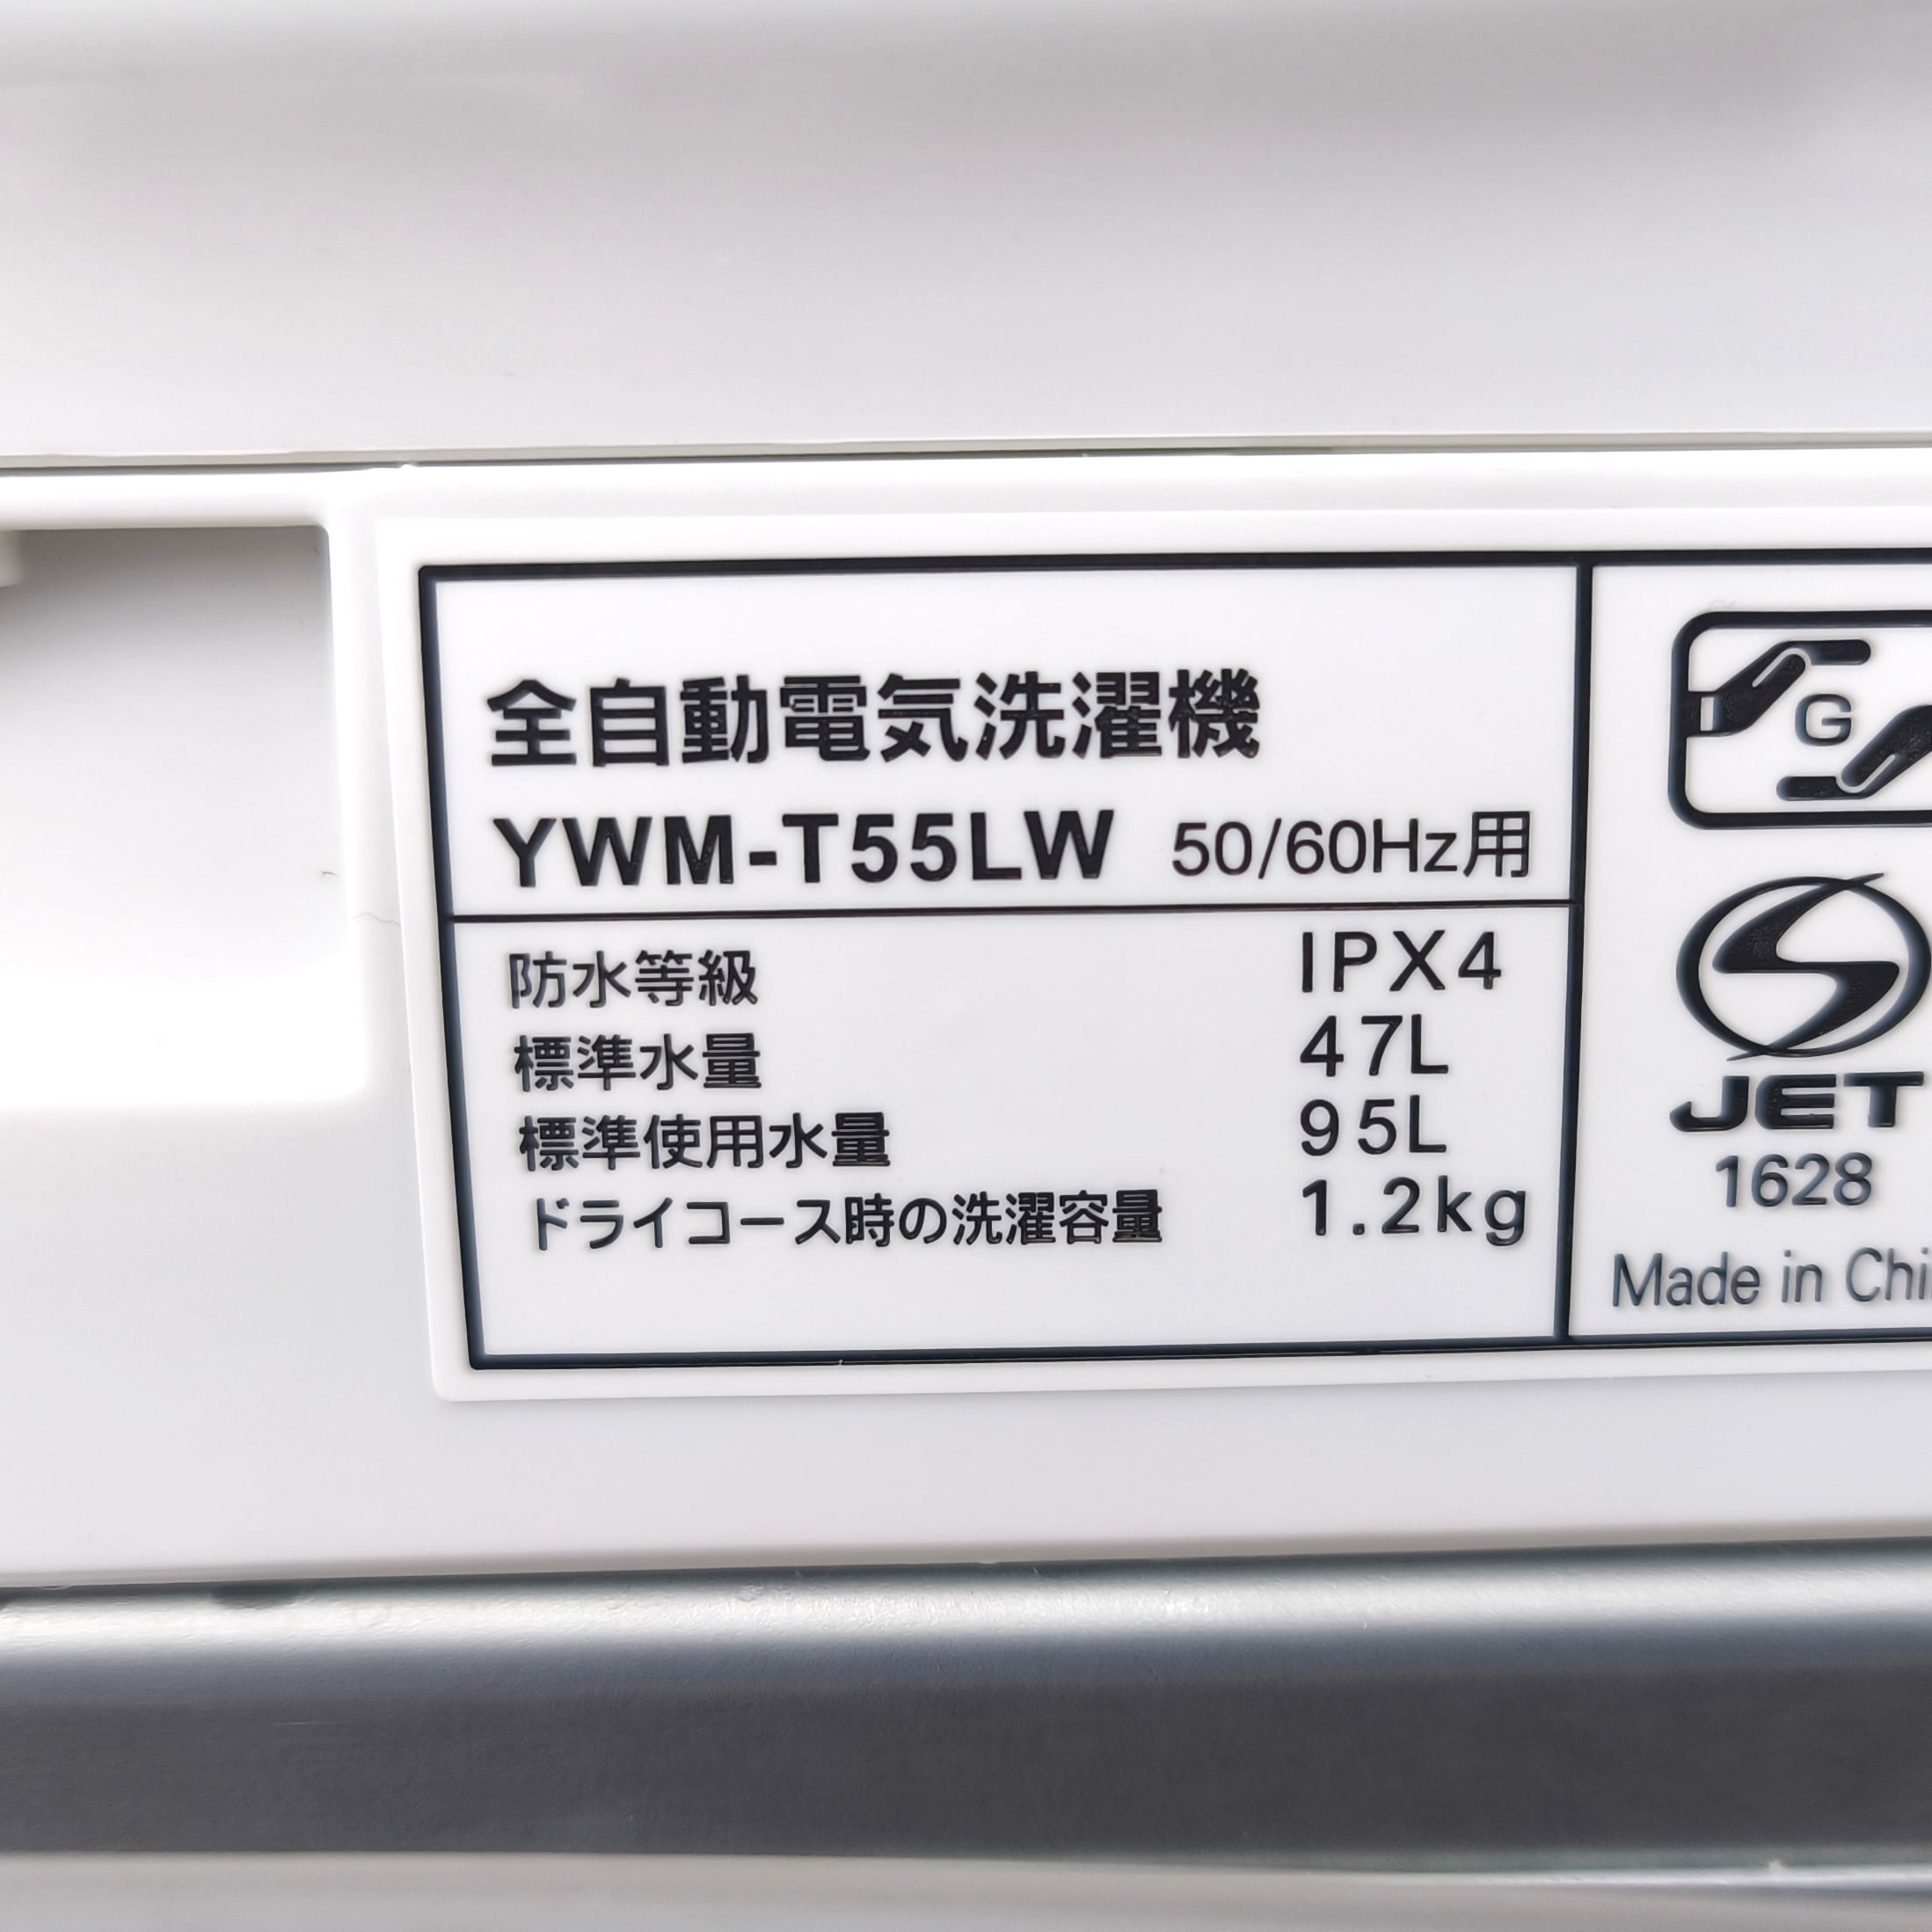 全自動電気洗濯機
YWM-T55LW 50/60Hz用
防水等級 IPX4
標準水量 47L
標準使用水量 95L
ドライコース時の洗濯容量 1.2kg
G
JET
1628
Made in Chi